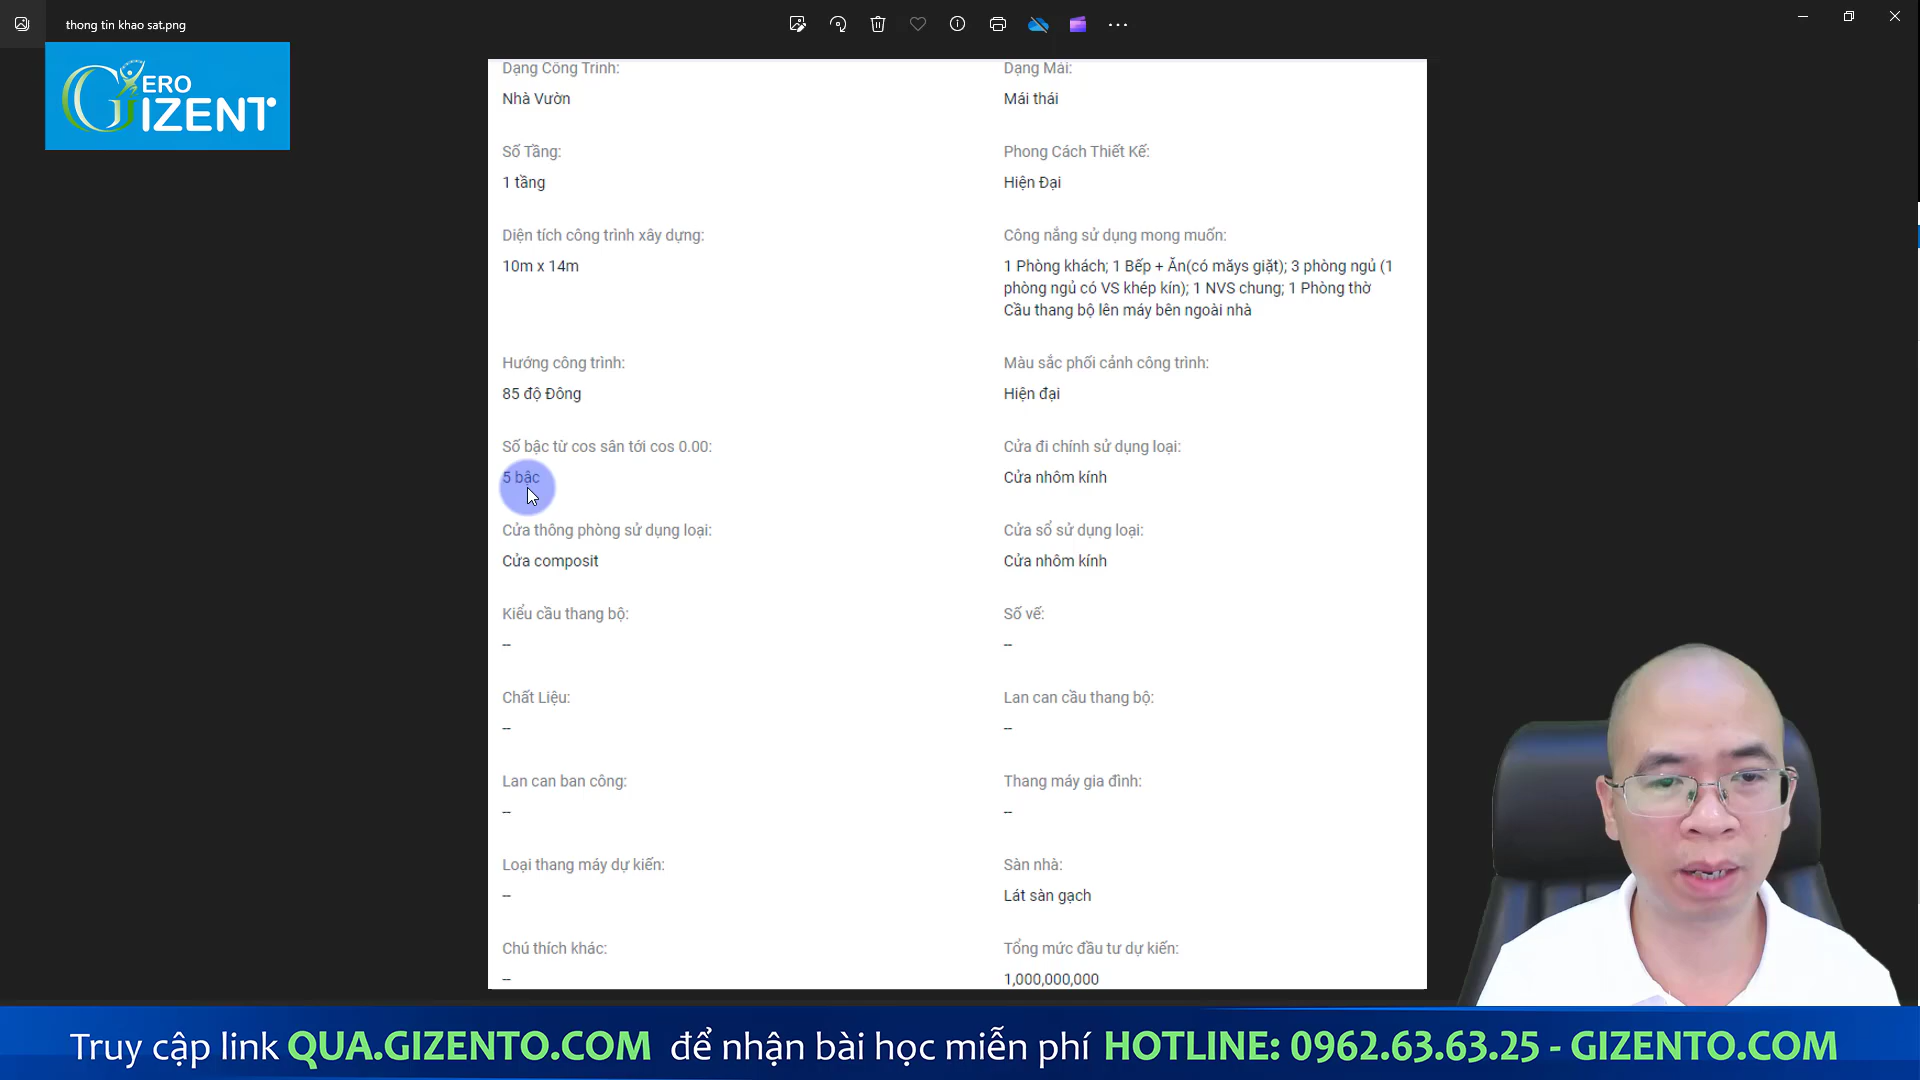 thong tin khao sat.png
GERO
GIZENT
Dạng Công Trình:
Nhà Vườn
Dạng Mái:
Mái thái
Số Tầng:
1 tầng
Phong Cách Thiết Kế:
Hiện Đại
Diện tích công trình xây dựng:
10m x 14m
Công nắng sử dụng mong muốn:
1 Phòng khách; 1 Bếp + Ăn(có mãys giặt); 3 phòng ngủ (1
phòng ngủ có VS khép kín); 1 NVS chung; 1 Phòng thờ
Cầu thang bộ lên máy bên ngoài nhà
Hướng công trình:
85 độ Đông
Màu sắc phối cảnh công trình:
Hiện đại
Số bậc từ cos sân tới cos 0.00:
5 bậc
Cửa đi chính sử dụng loại:
Cửa nhôm kính
Cửa thông phòng sử dụng loại:
Cửa composit
Cửa sổ sử dụng loại:
Cửa nhôm kính
Kiểu cầu thang bộ:
--
Số vế:
--
Chất Liệu:
--
Lan can cầu thang bộ:
--
Lan can ban công:
--
Thang máy gia đình:
--
Loại thang máy dự kiến:
--
Sàn nhà:
Lát sàn gạch
Chú thích khác:
--
Tổng mức đầu tư dự kiến:
1,000,000,000
Truy cập link QUA.GIZENTO.COM để nhận bài học miễn phí HOTLINE: 0962.63.63.25 - GIZENTO.COM